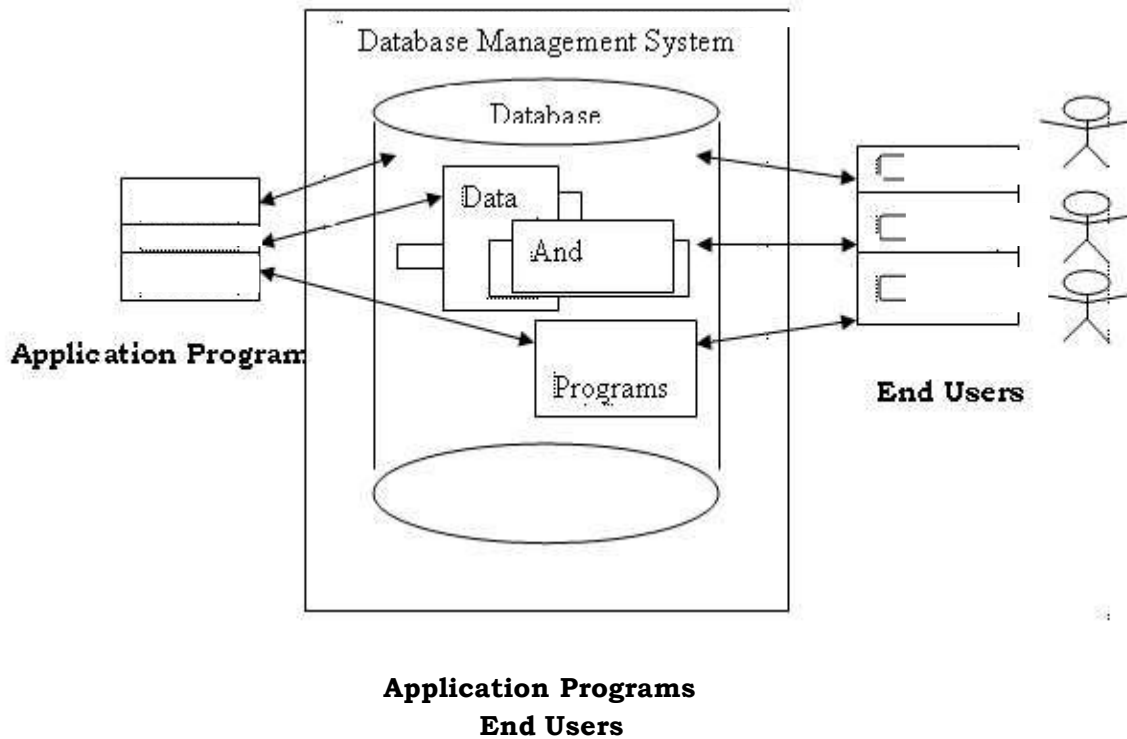 Database Management System
Database
Data
And
Programs
Application Program
End Users
Application Programs
End Users